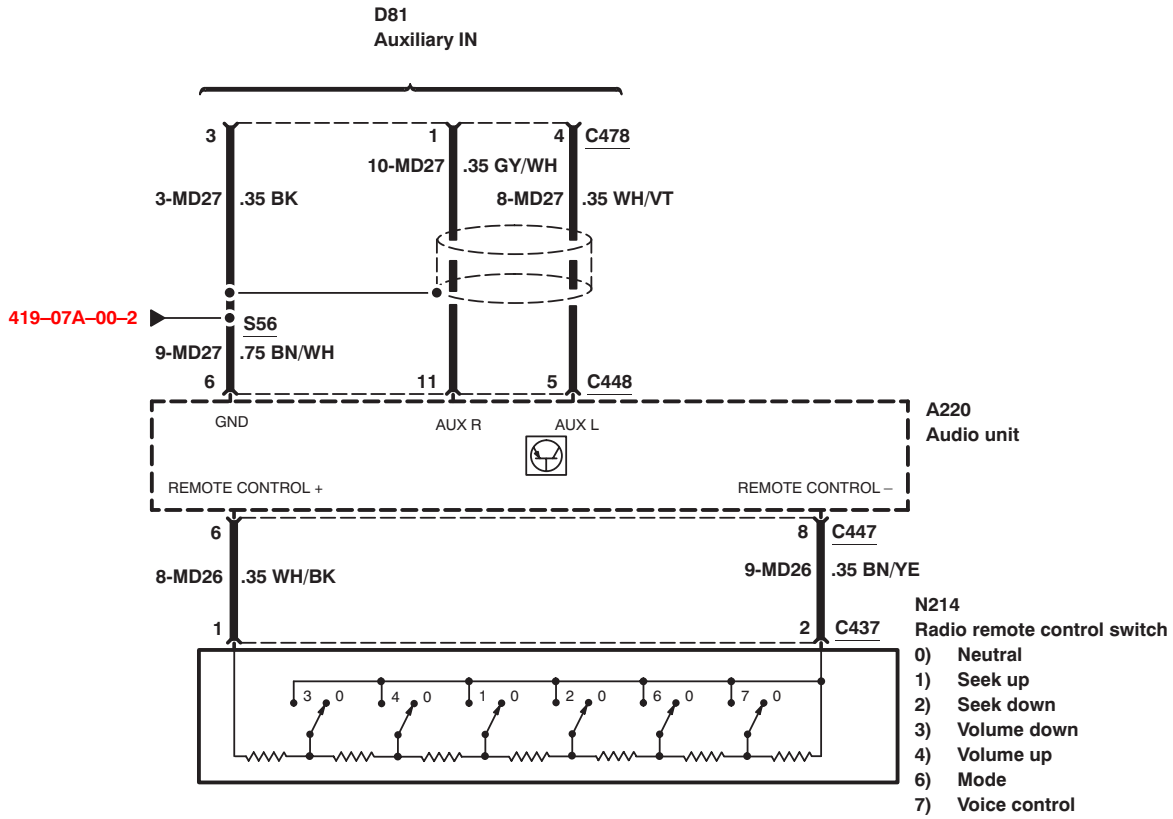 D81
Auxiliary IN
3
1
4
C478
10-MD27
.35 GY/WH
3-MD27
.35 BK
8-MD27
.35 WH/VT
419–07A–00–2
S56
9-MD27
.75 BN/WH
6
11
5
C448
GND
AUX R
AUX L
A220
Audio unit
REMOTE CONTROL +
REMOTE CONTROL –
6
8
C447
8-MD26
.35 WH/BK
9-MD26
.35 BN/YE
1
2
C437
N214
Radio remote control switch
0) Neutral
1) Seek up
2) Seek down
3) Volume down
4) Volume up
6) Mode
7) Voice control
3 0 4 0 1 0 2 0 6 0 7 0